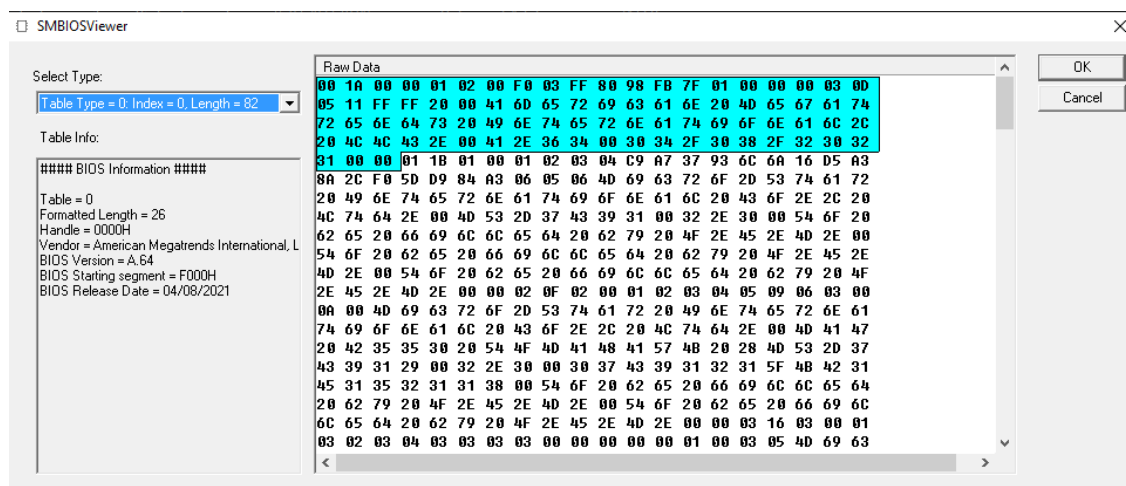 SMBIOSViewer
Select Type:
Table Type = 0: Index = 0, Length = 82
Table Info:
#### BIOS Information ####
Table = 0
Formatted Length = 26
Handle = 0000H
Vendor = American Megatrends International, L
BIOS Version = A.64
BIOS Starting segment = F000H
BIOS Release Date = 04/08/2021
Raw Data
00 1A 00 00 01 02 00 F0 03 FF 80 98 FB 7F 01 00 00 00 03 0D
05 11 FF FF 20 00 41 6D 65 72 69 63 61 6E 20 4D 65 67 61 74
72 65 6E 64 73 20 49 6E 74 65 72 6E 61 74 69 6F 6E 61 6C 2C
20 4C 4C 43 2E 00 41 2E 36 34 00 30 34 2F 30 38 2F 32 30 32
31 00 00 01 1B 01 00 01 02 03 04 C9 A7 37 93 6C 6A 16 D5 A3
8A 2C F0 5D D9 84 A3 06 05 06 4D 69 63 72 6F 2D 53 74 61 72
20 49 6E 74 65 72 6E 61 74 69 6F 6E 61 6C 20 43 6F 2E 2C 20
4C 74 64 2E 00 4D 53 2D 37 43 39 31 00 32 2E 30 00 54 6F 20
62 65 20 66 69 6C 6C 65 64 20 62 79 20 4F 2E 45 2E 4D 2E 00
54 6F 20 62 65 20 66 69 6C 6C 65 64 20 62 79 20 4F 2E 45 2E
4D 2E 00 54 6F 20 62 65 20 66 69 6C 6C 65 64 20 62 79 20 4F
2E 45 2E 4D 2E 00 00 02 0F 02 00 01 02 03 04 05 09 06 03 00
0A 00 4D 69 63 72 6F 2D 53 74 61 72 20 49 6E 74 65 72 6E 61
74 69 6F 6E 61 6C 20 43 6F 2E 2C 20 4C 74 64 2E 00 4D 41 47
20 42 35 35 30 20 54 4F 4D 41 48 41 57 4B 20 28 4D 53 2D 37
43 39 31 29 00 32 2E 30 00 30 37 43 39 31 32 31 5F 4B 42 31
45 31 35 32 31 31 38 00 54 6F 20 62 65 20 66 69 6C 6C 65 64
20 62 79 20 4F 2E 45 2E 4D 2E 00 54 6F 20 62 65 20 66 69 6C
6C 65 64 20 62 79 20 4F 2E 45 2E 4D 2E 00 00 03 16 03 00 01
03 02 03 04 03 03 03 03 00 00 00 00 00 01 00 03 05 4D 69 63
OK
Cancel